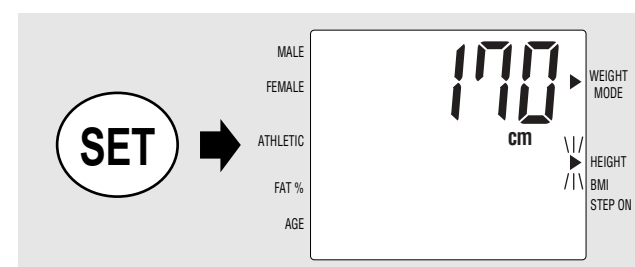 SET
MALE
FEMALE
ATHLETIC
FAT %
AGE
170
cm
WEIGHT
MODE
HEIGHT
BMI
STEP ON